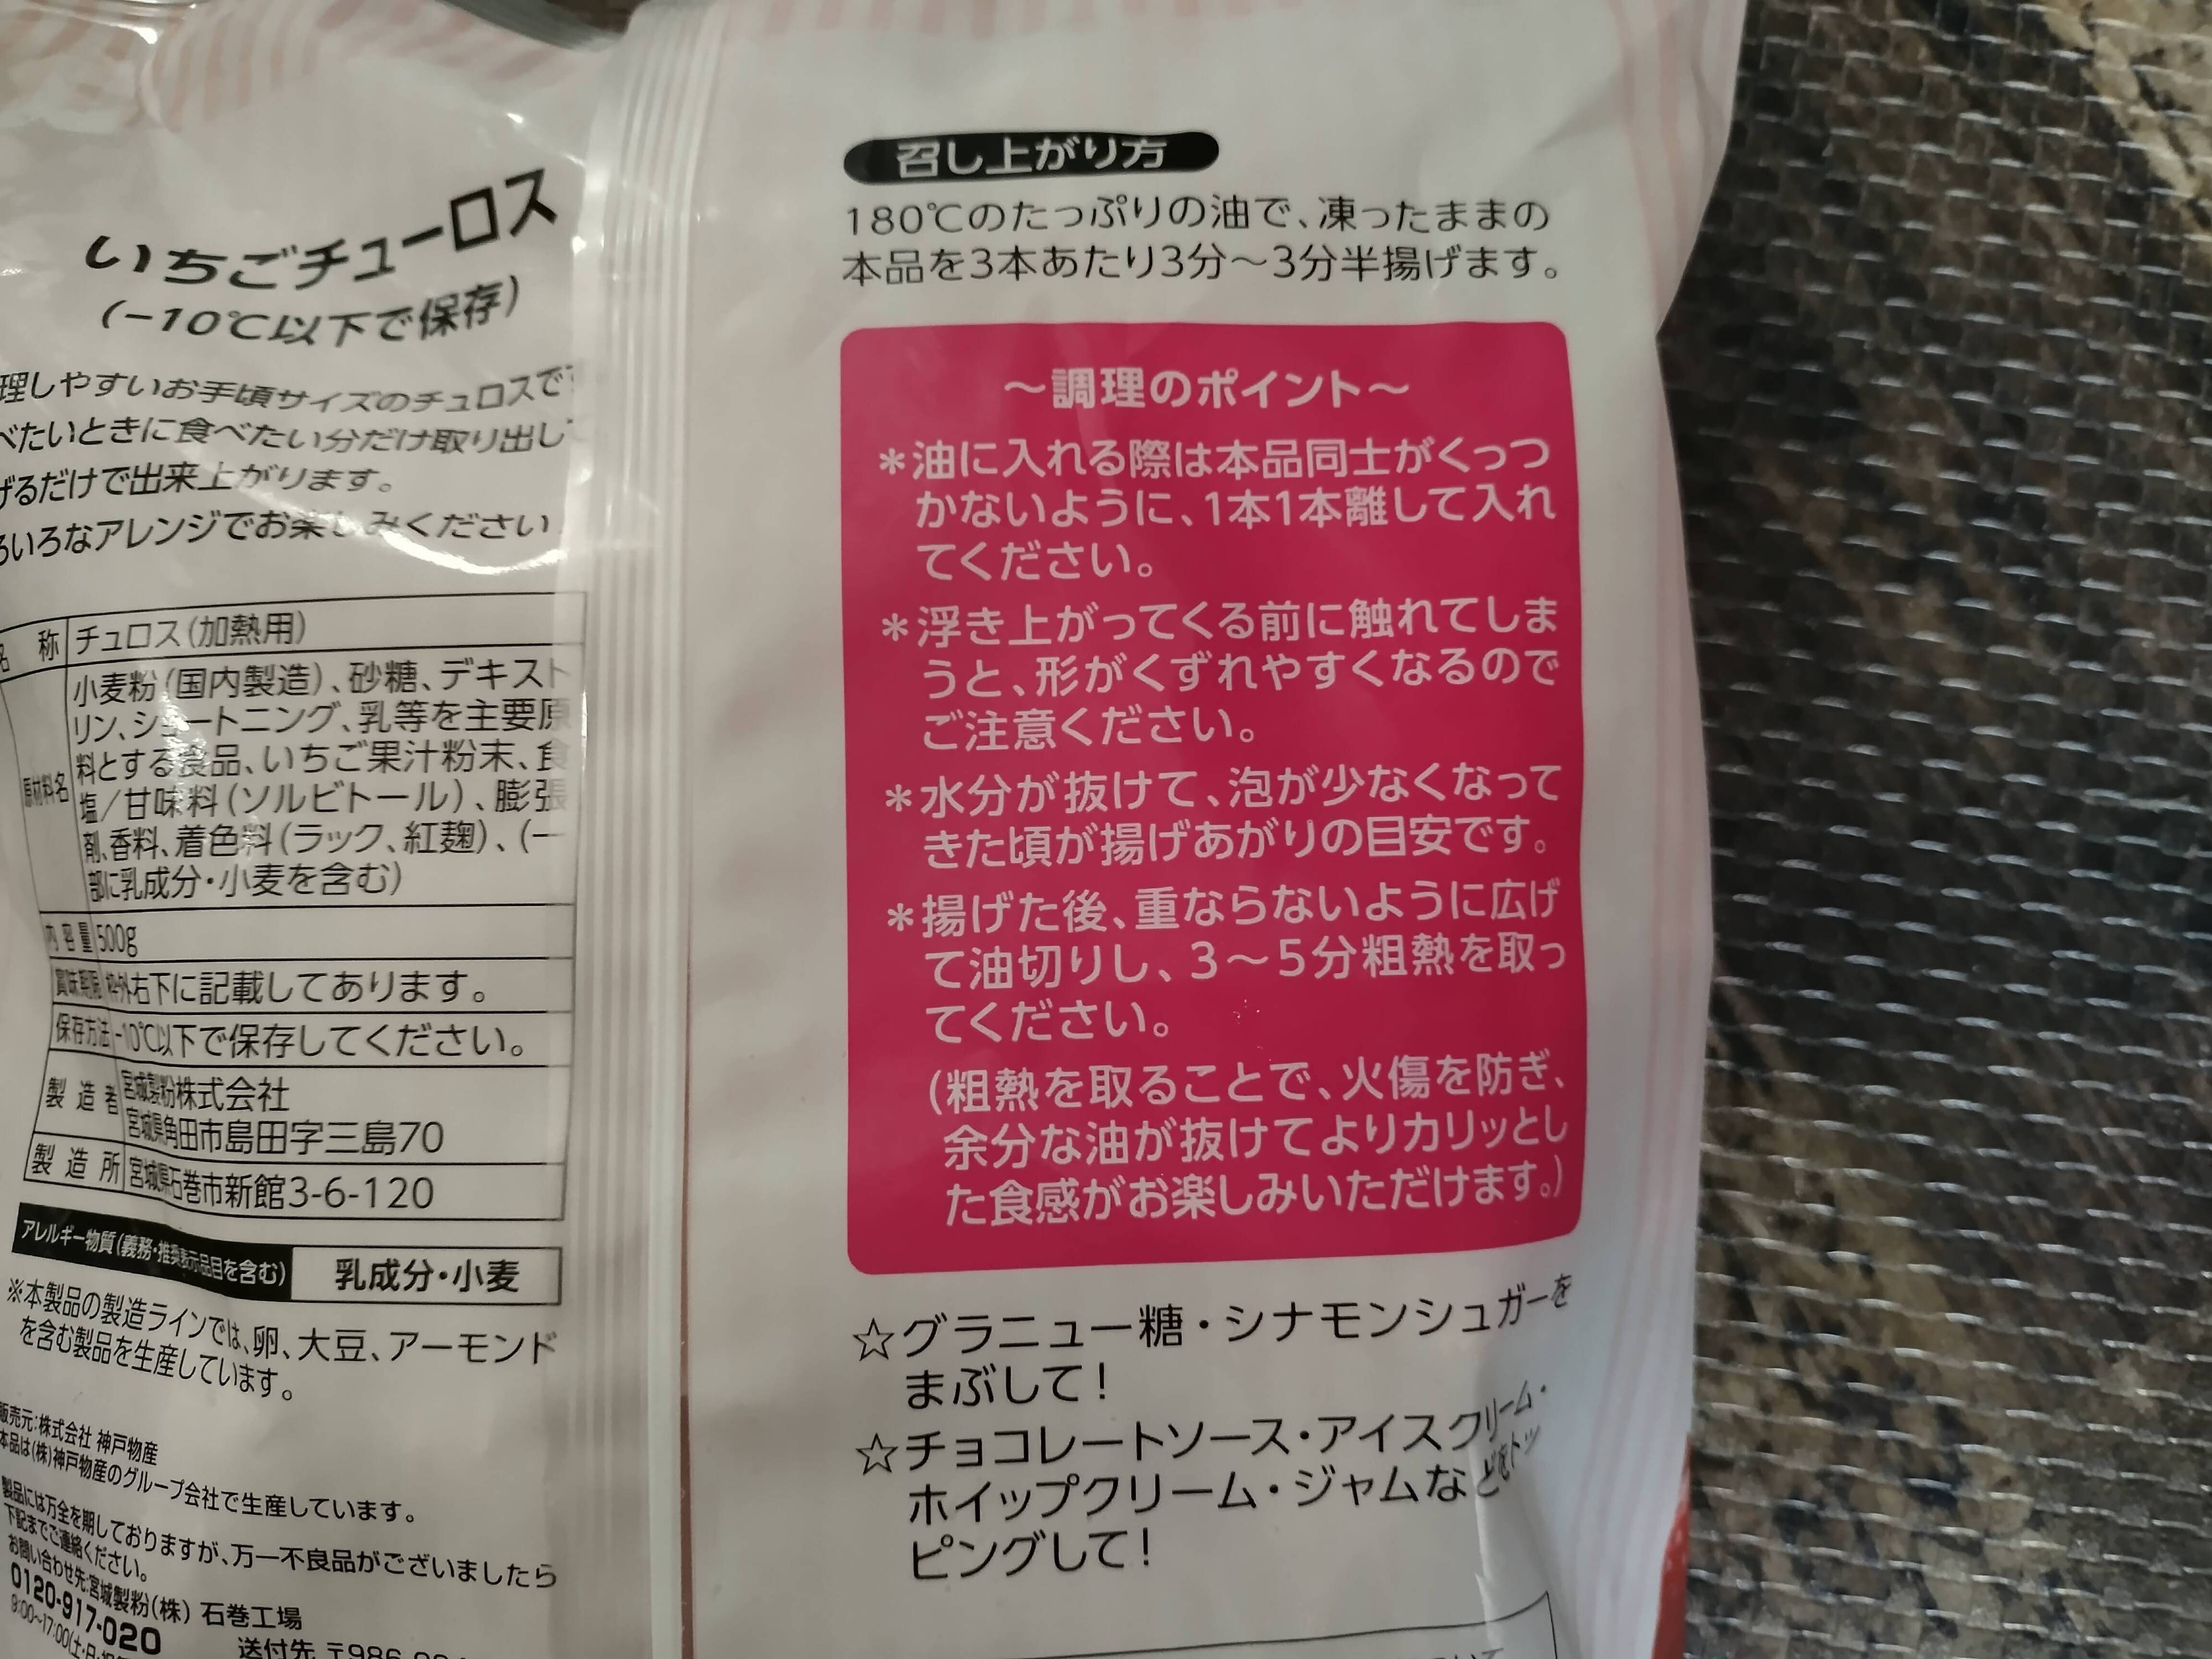 いちごチューロス
(−10℃以下で保存)
理しやすいお手頃サイズのチュロスで
べたいときに食べたい分だけ取り出し
げるだけで出来上がります。
ろいろなアレンジでお楽しみください
名 称 チュロス(加熱用)
原材料名 小麦粉(国内製造)、砂糖、デキスト
リン、ショートニング、乳等を主要原
料とする食品、いちご果汁粉末、食
塩/甘味料(ソルビトール)、膨張
剤、香料、着色料(ラック、紅麹)、(一
部に乳成分・小麦を含む)
内容量 500g
賞味期限 枠外右下に記載してあります。
保存方法 -10℃以下で保存してください。
製造者 宮城製粉株式会社
宮城県角田市島田字三島70
製造所 宮城県石巻市新館3-6-120
アレルギー物質(義務・推奨表示品目を含む) 乳成分・小麦
※本製品の製造ラインでは、卵、大豆、アーモンド
を含む製品を生産しています。
販売元:株式会社 神戸物産
本品は(株)神戸物産のグループ会社で生産しています。
製品には万全を期しておりますが、万一不良品がございましたら
下記までご連絡ください。
お問い合わせ先:宮城製粉(株) 石巻工場
0120-917-020
9:00~17:00(土・日・祝
送付先 〒986
召し上がり方
180℃のたっぷりの油で、凍ったままの
本品を3本あたり3分~3分半揚げます。
~調理のポイント~
*油に入れる際は本品同士がくっつ
かないように、1本1本離して入れ
てください。
*浮き上がってくる前に触れてしま
うと、形がくずれやすくなるので
ご注意ください。
*水分が抜けて、泡が少なくなって
きた頃が揚げあがりの目安です。
*揚げた後、重ならないように広げ
て油切りし、3~5分粗熱を取っ
てください。
(粗熱を取ることで、火傷を防ぎ、
余分な油が抜けてよりカリッとし
た食感がお楽しみいただけます。)
☆グラニュー糖・シナモンシュガーを
まぶして!
☆チョコレートソース・アイスクリーム・
ホイップクリーム・ジャムなどをトッ
ピングして!